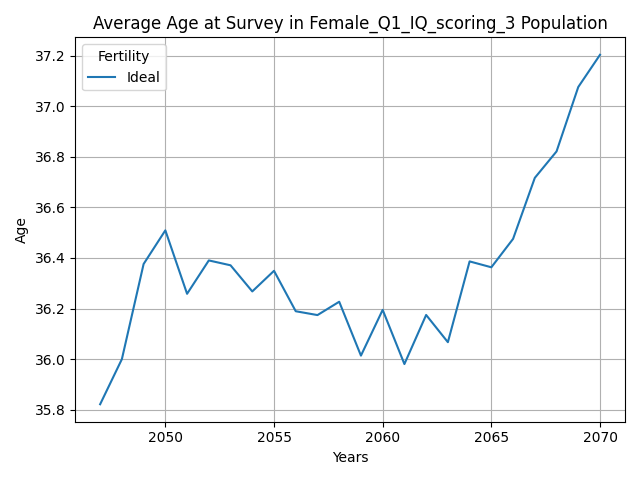 Average Age at Survey in Female_Q1_IQ_scoring_3 Population
Fertility
Ideal
37.2
37.0
36.8
36.6
36.4
36.2
36.0
35.8
Age
2050 2055 2060 2065 2070
Years